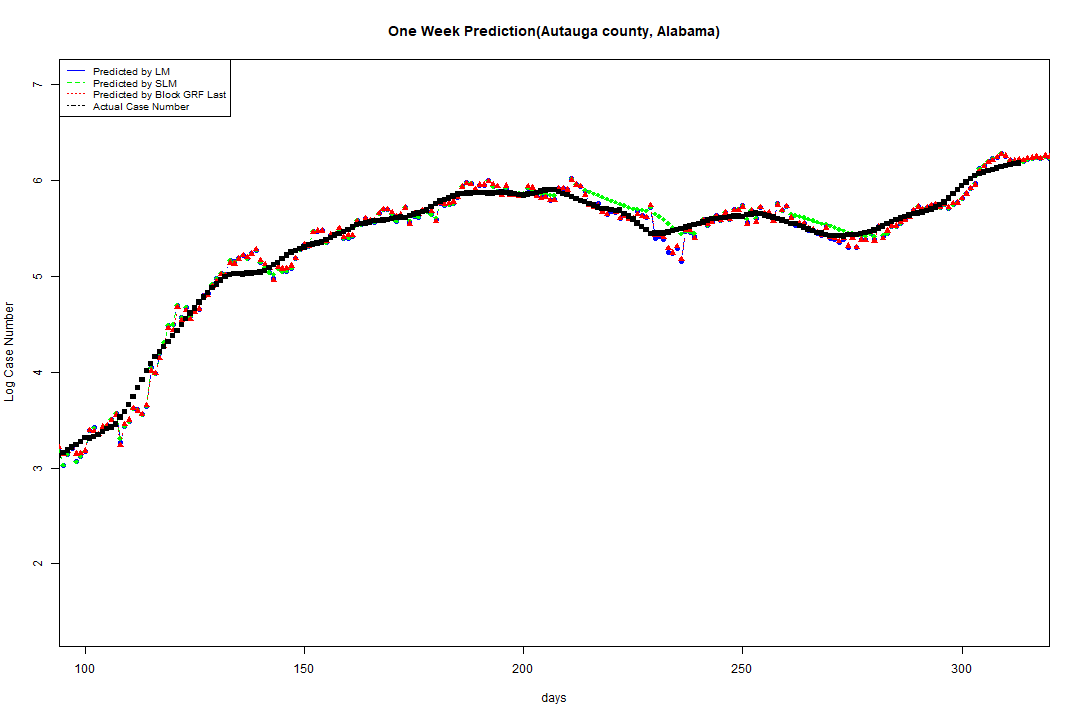 One Week Prediction(Autauga county, Alabama)
Predicted by LM
Predicted by SLM
Predicted by Block GRF Last
Actual Case Number
7
6
5
4
3
2
Log Case Number
100 150 200 250 300
days